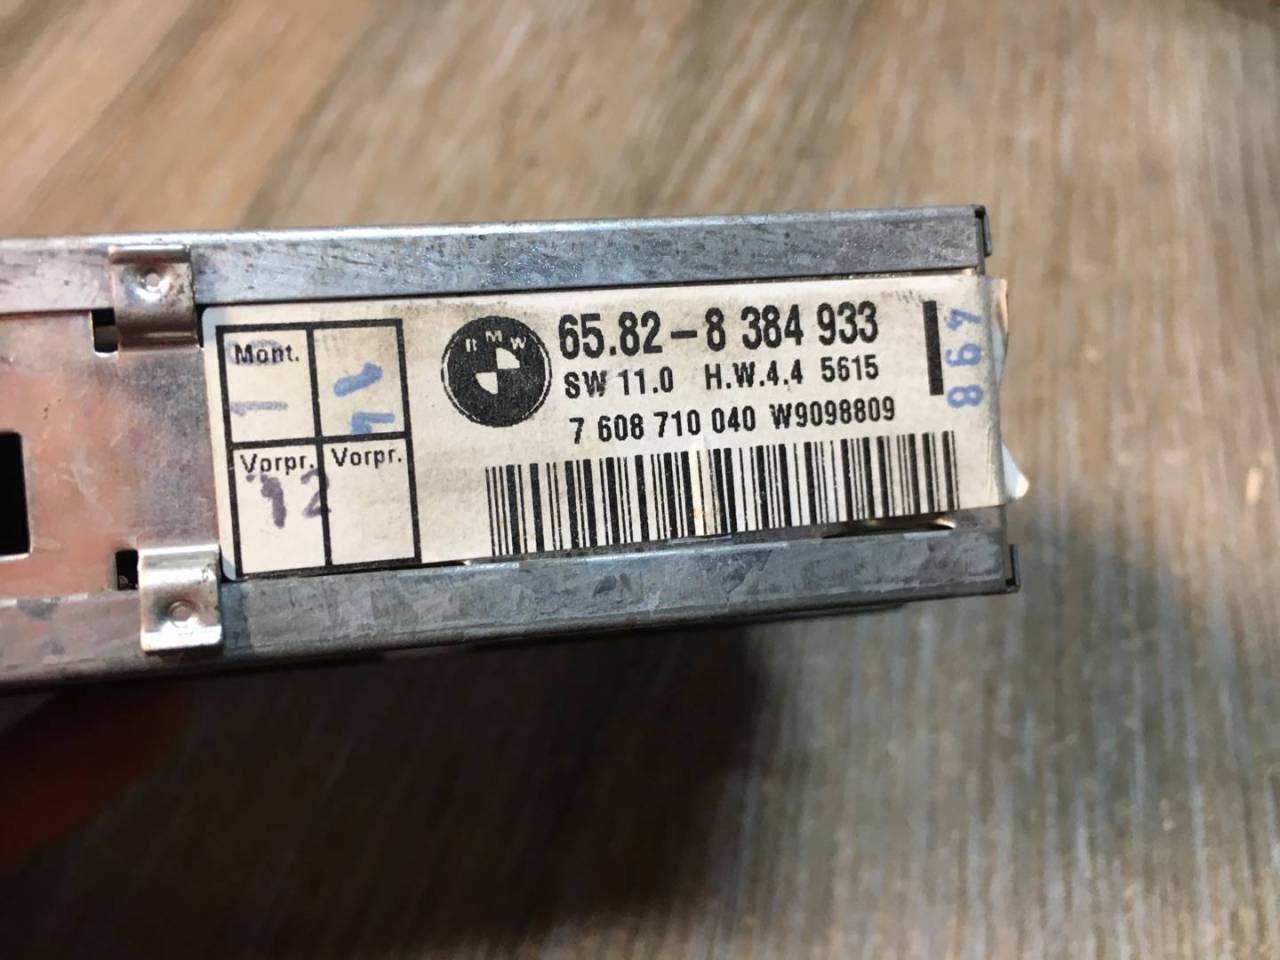 Mont.
Vorpr. Vorpr.
12
BMW
65.82-8 384 933
SW 11.0 H.W.4.4 5615
7 608 710 040 W9098809
498